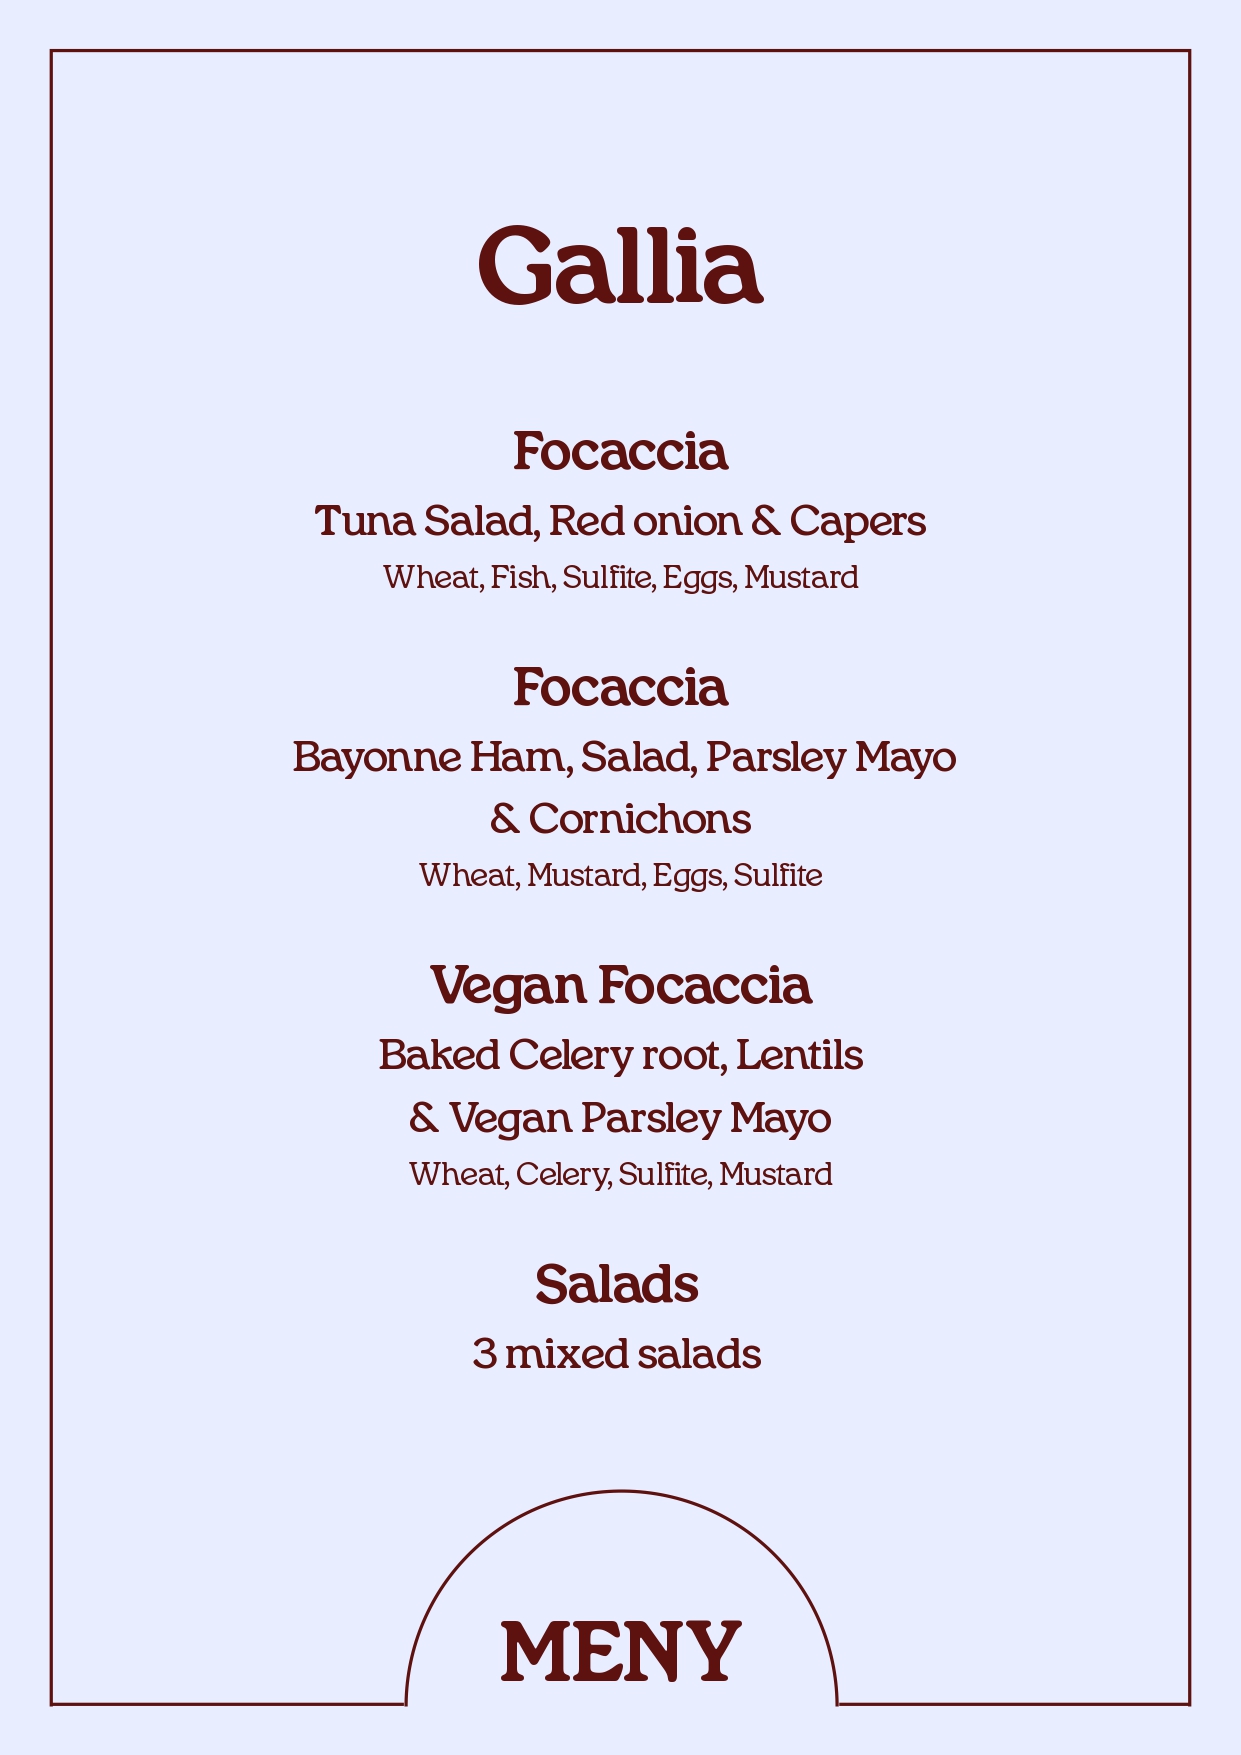 Gallia
Focaccia
Tuna Salad, Red onion & Capers
Wheat, Fish, Sulfite, Eggs, Mustard
Focaccia
Bayonne Ham, Salad, Parsley Mayo
& Cornichons
Wheat, Mustard, Eggs, Sulfite
Vegan Focaccia
Baked Celery root, Lentils
& Vegan Parsley Mayo
Wheat, Celery, Sulfite, Mustard
Salads
3 mixed salads
MENY